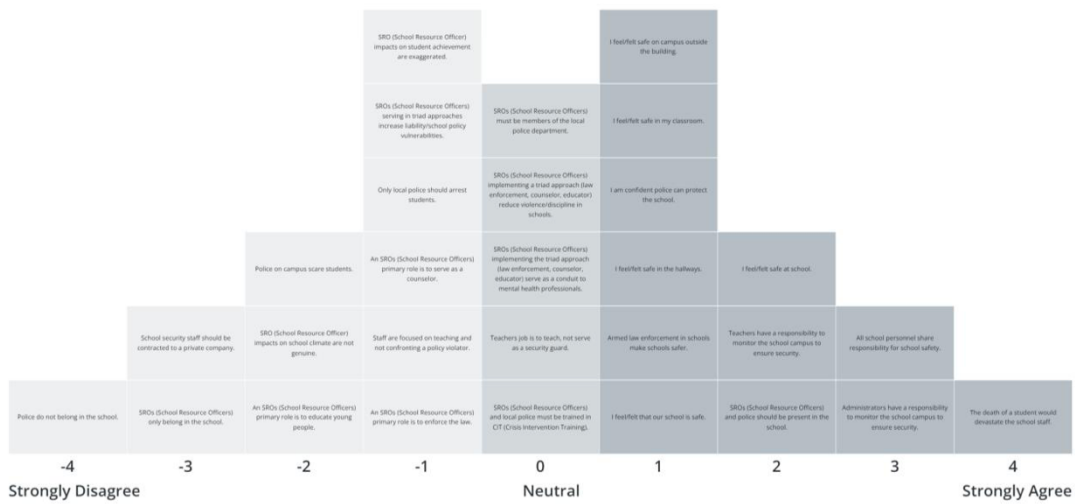 SRO (School Resource Officer)
impacts on student achievement
are exaggerated.
I feel/felt safe on campus outside
the building.
SROs (School Resource Officers)
serving in triad approaches
increase liability/school policy
vulnerabilities.
SROs (School Resource Officers)
must be members of the local
police department.
I feel/felt safe in my classroom.
Only local police should arrest
students.
SROs (School Resource Officers)
implementing a triad approach (law
enforcement, counselor, educator)
reduce violence/discipline in
schools.
I am confident police can protect
the school.
Police on campus scare students.
An SROs (School Resource Officers)
primary role is to serve as a
counselor.
SROs (School Resource Officers)
implementing the triad approach
(law enforcement, counselor,
educator) serve as a conduit to
mental health professionals.
I feel/felt safe in the hallways.
I feel/felt safe at school.
School security staff should be
contracted to a private company.
SRO (School Resource Officer)
impacts on school climate are not
genuine.
Staff are focused on teaching and
not confronting a policy violator.
Teachers job is to teach, not serve
as a security guard.
Armed law enforcement in schools
make schools safer.
Teachers have a responsibility to
monitor the school campus to
ensure security.
All school personnel share
responsibility for school safety.
Police do not belong in the school.
SROs (School Resource Officers)
only belong in the school.
An SROs (School Resource Officers)
primary role is to educate young
people.
An SROs (School Resource Officers)
primary role is to enforce the law.
SROs (School Resource Officers)
and local police must be trained in
CIT (Crisis Intervention Training).
I feel/felt that our school is safe.
SROs (School Resource Officers)
and police should be present in the
school.
Administrators have a responsibility
to monitor the school campus to
ensure security.
The death of a student would
devastate the school staff.
-4 -3 -2 -1 0 1 2 3 4
Strongly Disagree Neutral Strongly Agree